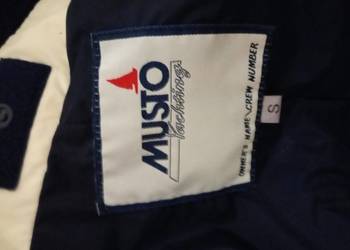 MUSTO
Yachting
OWNER'S NAME/CREW NUMBER
S